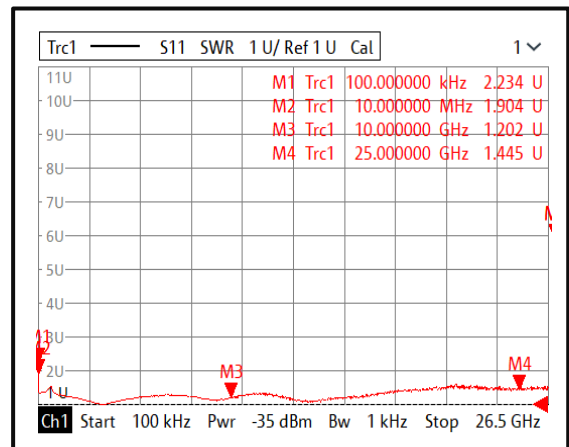 Trc1 S11 SWR 1 U/ Ref 1 U Cal 1
M1 Trc1 100.000000 kHz 2.234 U
M2 Trc1 10.000000 MHz 1.904 U
M3 Trc1 10.000000 GHz 1.202 U
M4 Trc1 25.000000 GHz 1.445 U
11U
10U
9U
8U
7U
6U
5U
4U
3U
2U
M3
M4
1 U
Ch1 Start 100 kHz Pwr -35 dBm Bw 1 kHz Stop 26.5 GHz